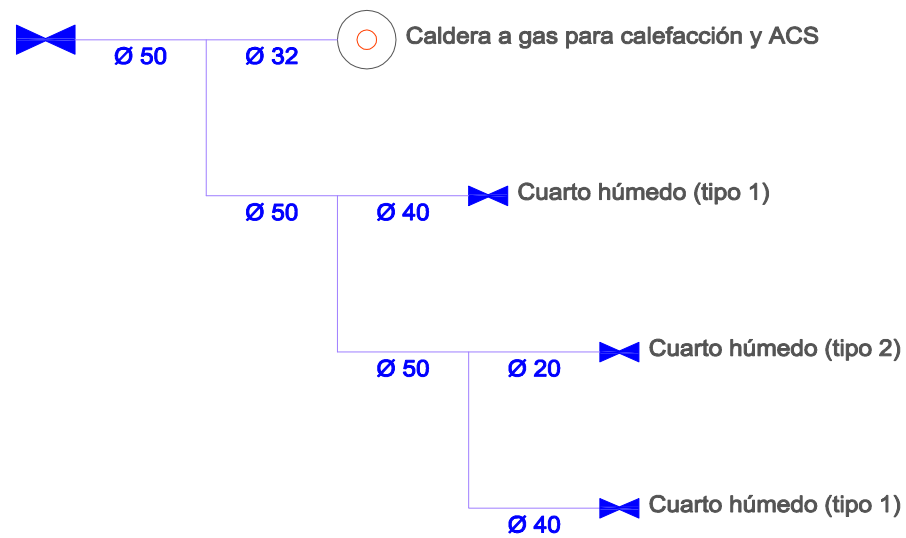 Caldera a gas para calefacción y ACS
Ø 50
Ø 32
Cuarto húmedo (tipo 1)
Ø 50
Ø 40
Cuarto húmedo (tipo 2)
Ø 50
Ø 20
Cuarto húmedo (tipo 1)
Ø 40